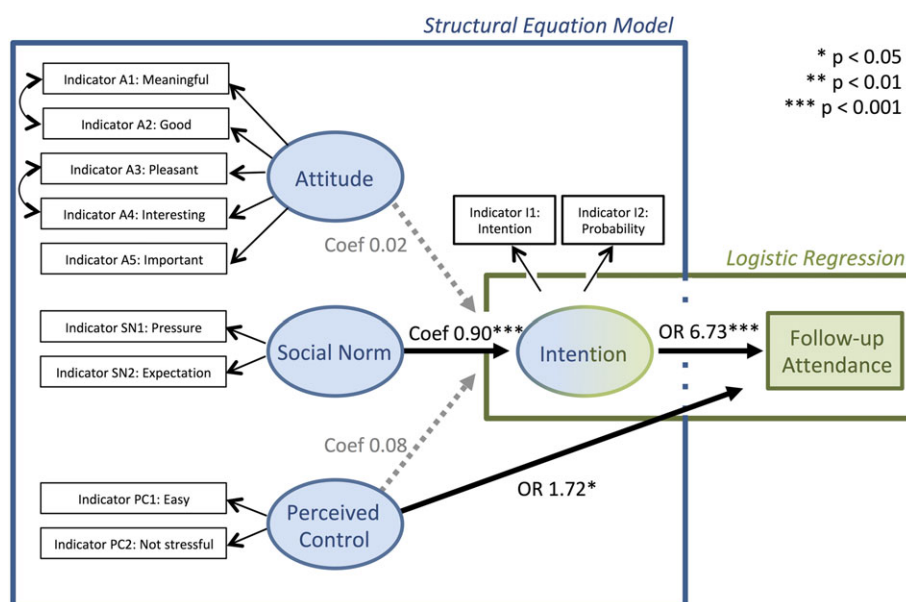 Structural Equation Model
* p < 0.05
** p < 0.01
*** p < 0.001
Indicator A1: Meaningful
Indicator A2: Good
Indicator A3: Pleasant
Indicator A4: Interesting
Indicator A5: Important
Attitude
Coef 0.02
Indicator I1:
Intention
Indicator I2:
Probability
Logistic Regression
Indicator SN1: Pressure
Indicator SN2: Expectation
Social Norm
Coef 0.90***
Intention
OR 6.73***
Follow-up
Attendance
Coef 0.08
Indicator PC1: Easy
Indicator PC2: Not stressful
Perceived
Control
OR 1.72*